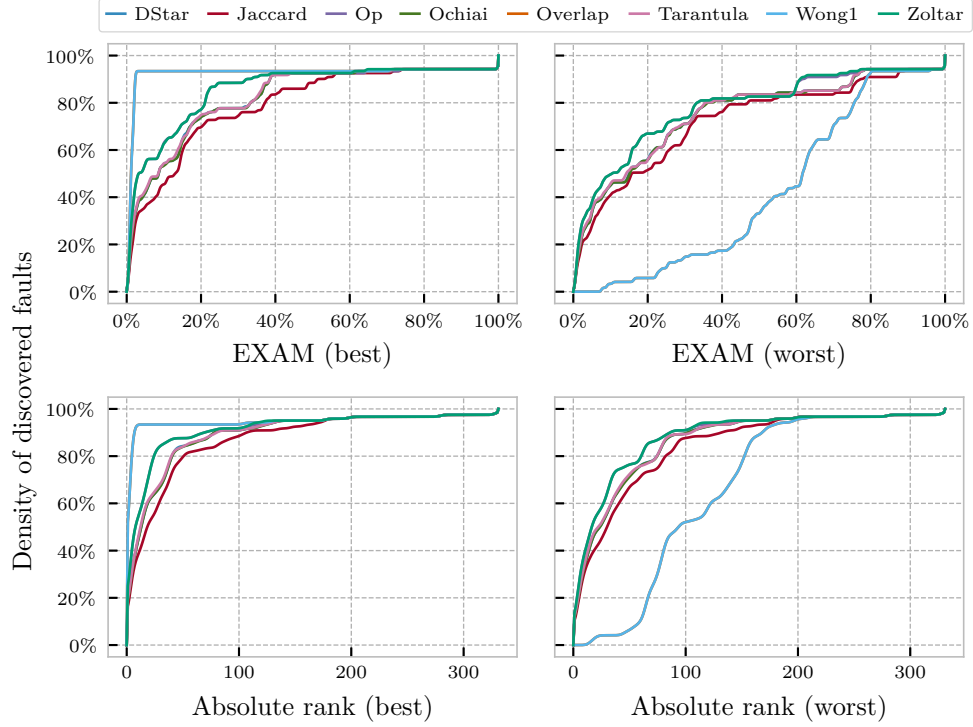 DStar Jaccard Op Ochiai Overlap Tarantula Wong1 Zoltar
Density of discovered faults
100%
80%
60%
40%
20%
0%
0% 20% 40% 60% 80% 100%
EXAM (best)
0% 20% 40% 60% 80% 100%
EXAM (worst)
100%
80%
60%
40%
20%
0%
0 100 200 300
Absolute rank (best)
0 100 200 300
Absolute rank (worst)